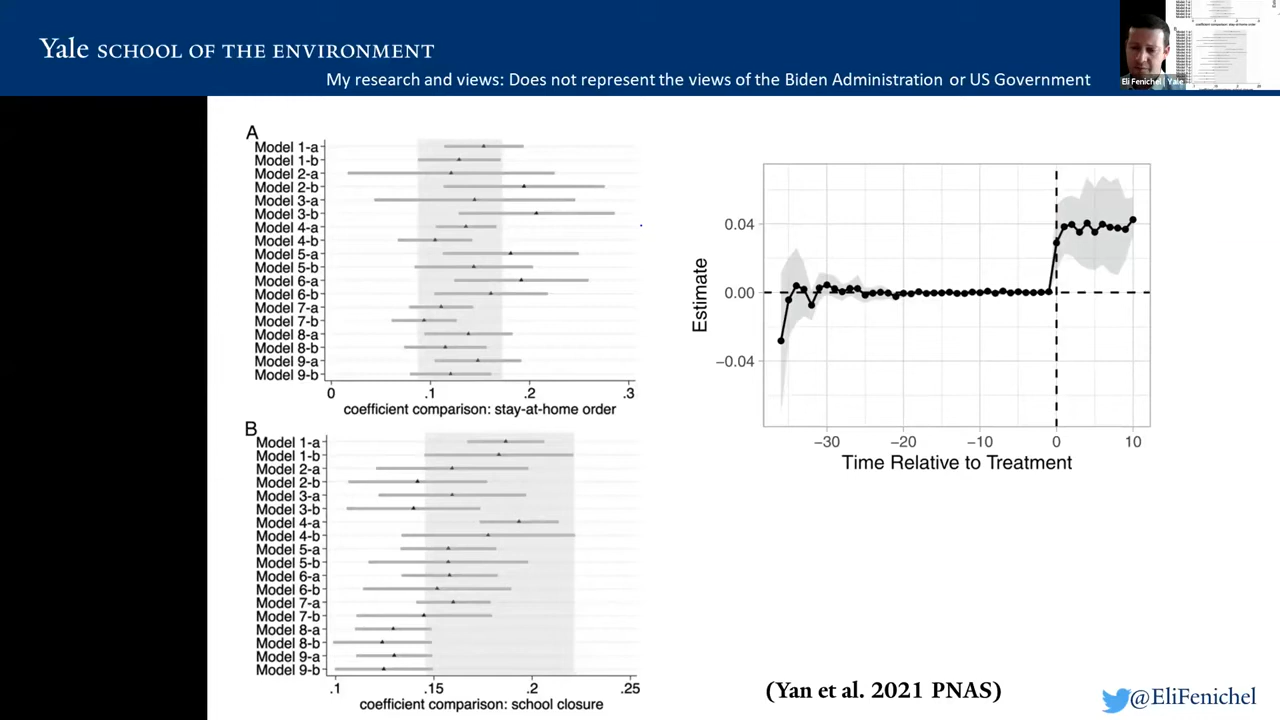 Yale SCHOOL OF THE ENVIRONMENT
My research and views does not represent the views of the Biden Administration or US Government
Eli Fenichel | Yale
A
Model 1-a
Model 1-b
Model 2-a
Model 2-b
Model 3-a
Model 3-b
Model 4-a
Model 4-b
Model 5-a
Model 5-b
Model 6-a
Model 6-b
Model 7-a
Model 7-b
Model 8-a
Model 8-b
Model 9-a
Model 9-b
0 .1 .2 .3
coefficient comparison: stay-at-home order
B
Model 1-a
Model 1-b
Model 2-a
Model 2-b
Model 3-a
Model 3-b
Model 4-a
Model 4-b
Model 5-a
Model 5-b
Model 6-a
Model 6-b
Model 7-a
Model 7-b
Model 8-a
Model 8-b
Model 9-a
Model 9-b
.1 .15 .2 .25
coefficient comparison: school closure
Estimate
0.04
0.00
−0.04
−30 −20 −10 0 10
Time Relative to Treatment
(Yan et al. 2021 PNAS)
@EliFenichel